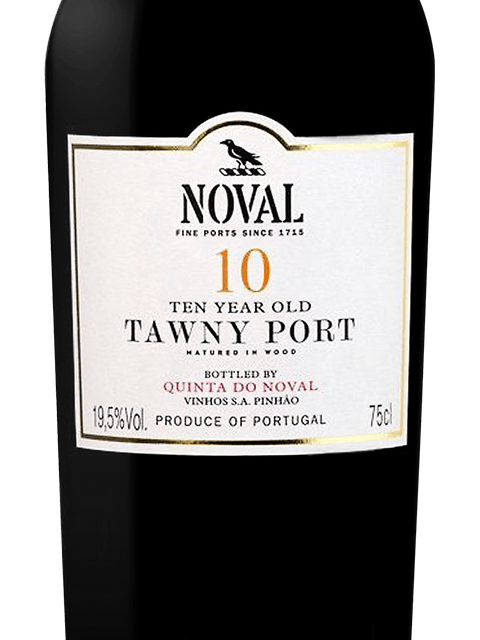 NOVAL
FINE PORTS SINCE 1715
10
TEN YEAR OLD
TAWNY PORT
MATURED IN WOOD
BOTTLED BY
QUINTA DO NOVAL
VINHOS S.A. PINHÃO
19,5%Vol. PRODUCE OF PORTUGAL 75cl